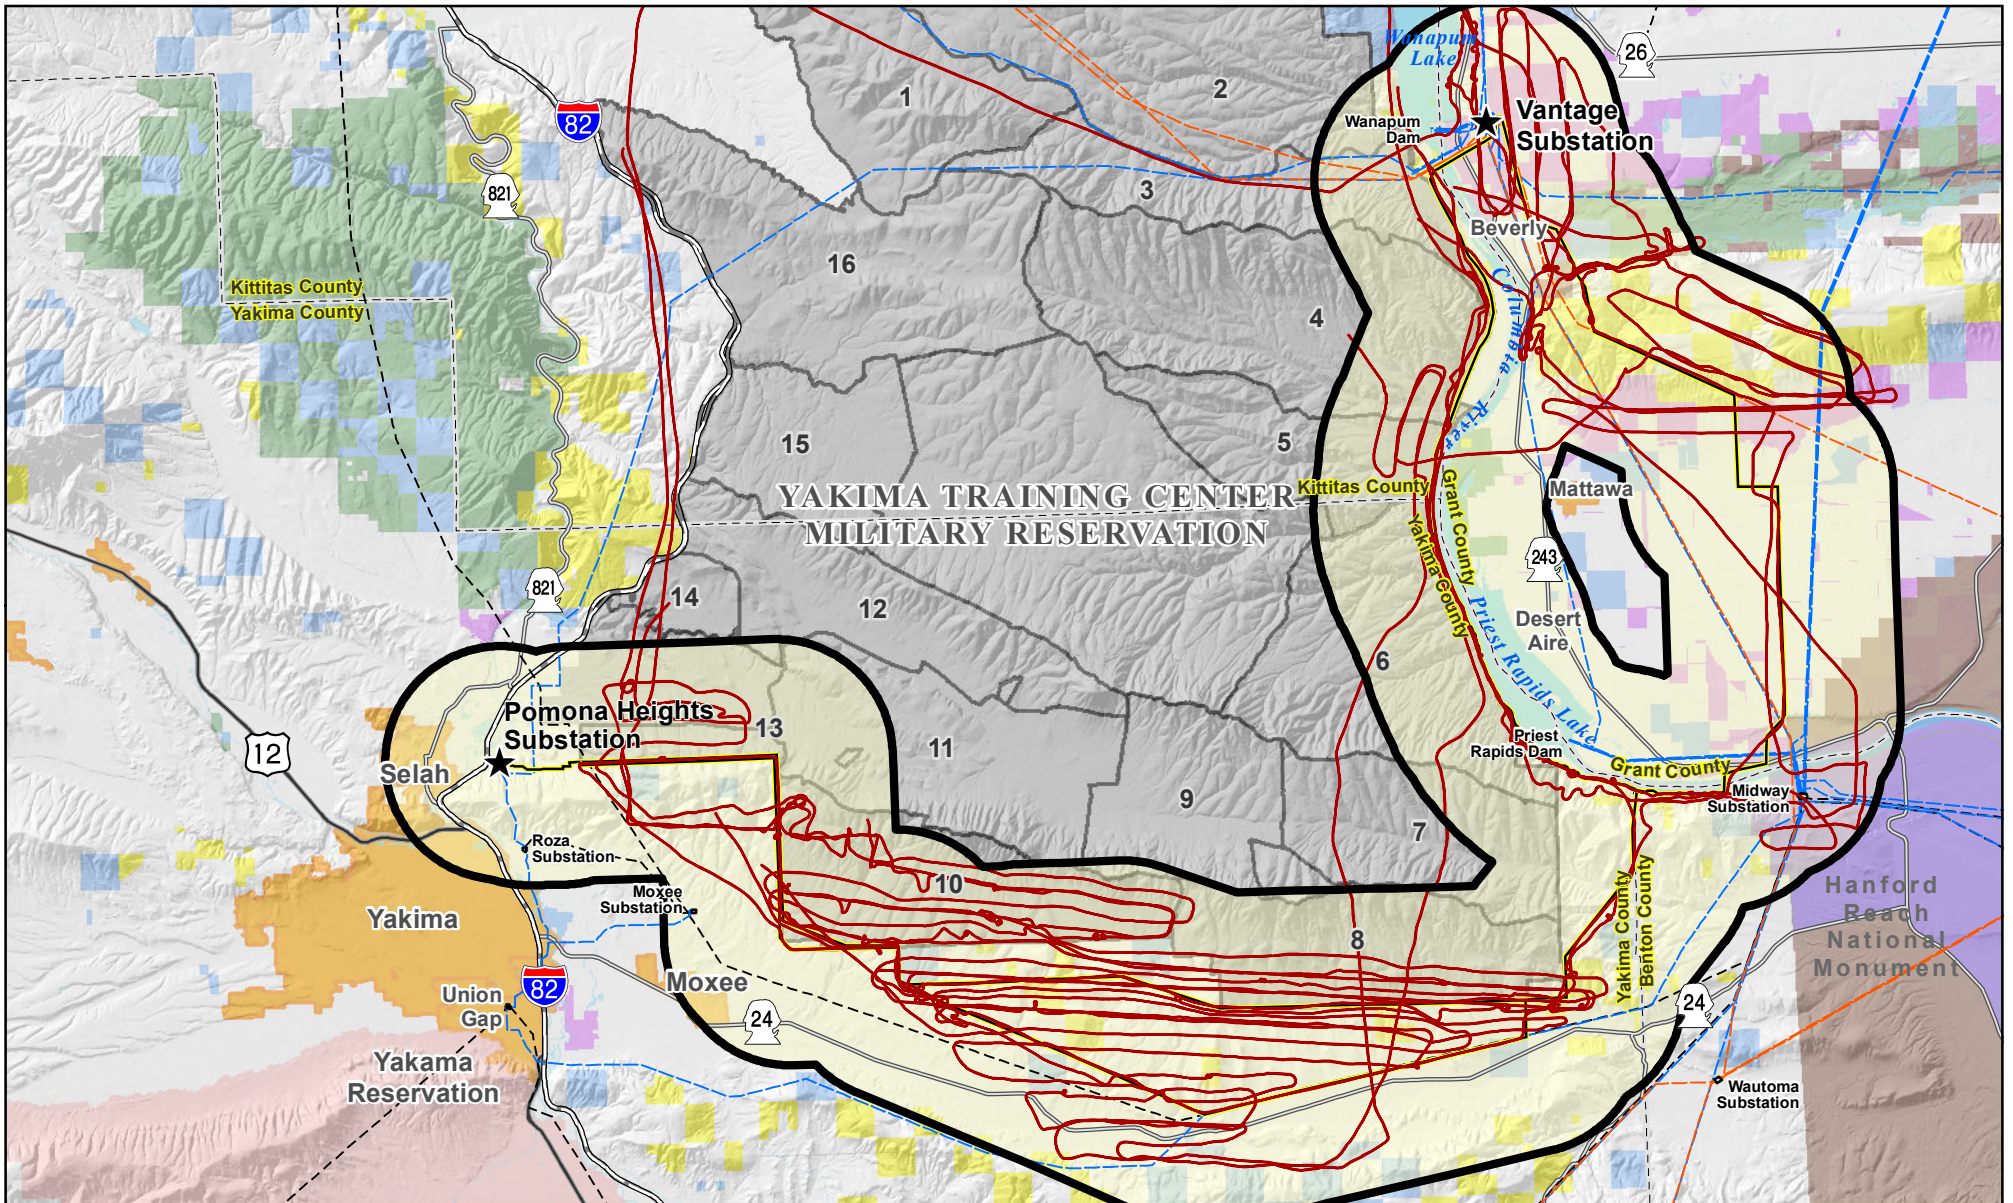 Wanapum
Lake
26
1
2
82
Vantage
Substation
Wanapum
Dam
821
3
Beverly
16
Kittitas County
Yakima County
Columbia
River
4
15
5
YAKIMA TRAINING CENTER
MILITARY RESERVATION
Kittitas County
Grant County
Yakima County
Mattawa
243
821
14
12
Desert
Aire
Priest Rapids Lake
6
Pomona Heights
Substation
13
11
12
Selah
Priest
Rapids Dam
Grant County
Midway
Substation
9
7
Roza
Substation
Moxee
Substation
10
Yakima
8
Yakima County
Benton County
Hanford
Reach
National
Monument
82
Union
Gap
Moxee
24
24
Yakama
Reservation
Wautoma
Substation